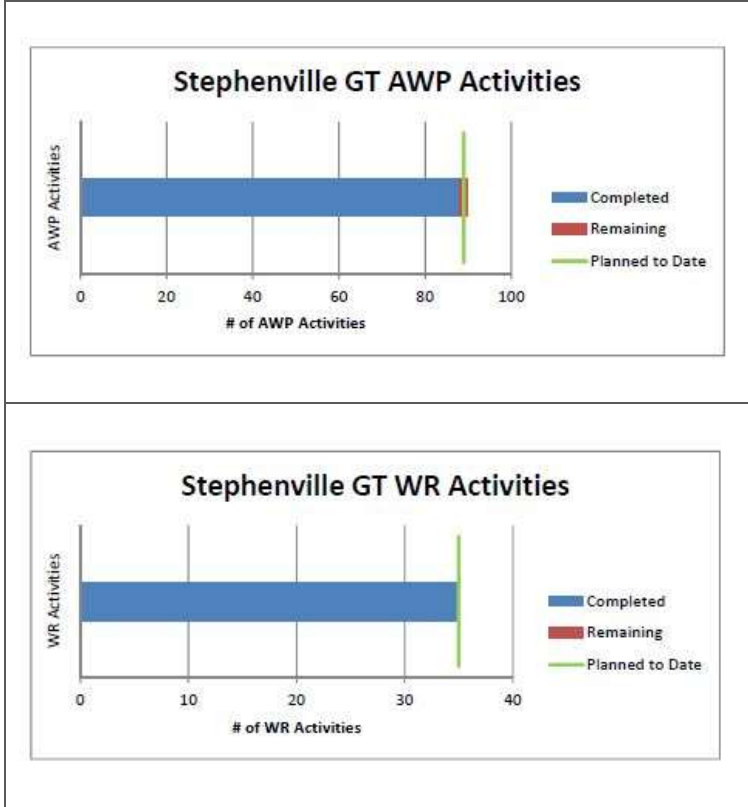 Stephenville GT AWP Activities
AWP Activities
Completed
Remaining
Planned to Date
0 20 40 60 80 100
# of AWP Activities
Stephenville GT WR Activities
WR Activities
Completed
Remaining
Planned to Date
0 10 20 30 40
# of WR Activities